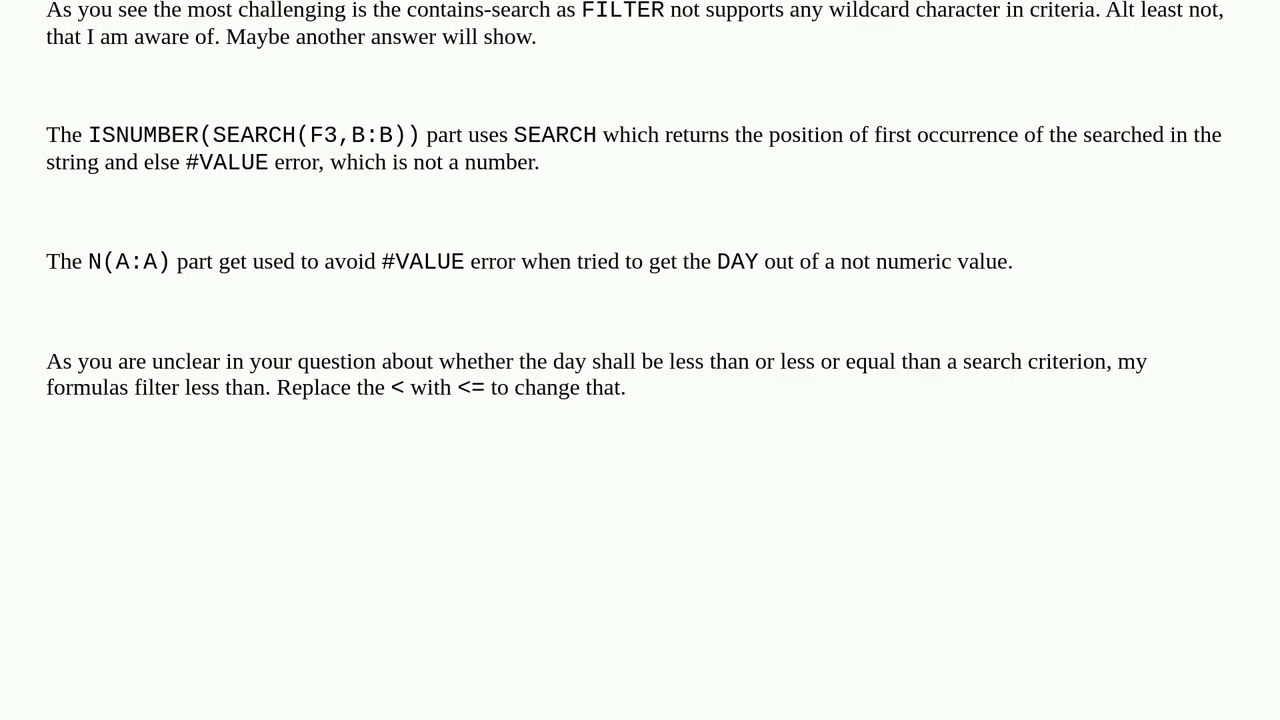 As you see the most challenging is the contains-search as FILTER not supports any wildcard character in criteria. Alt least not,
that I am aware of. Maybe another answer will show.
The ISNUMBER(SEARCH(F3,B:B)) part uses SEARCH which returns the position of first occurrence of the searched in the
string and else #VALUE error, which is not a number.
The N(A:A) part get used to avoid #VALUE error when tried to get the DAY out of a not numeric value.
As you are unclear in your question about whether the day shall be less than or less or equal than a search criterion, my
formulas filter less than. Replace the < with <= to change that.